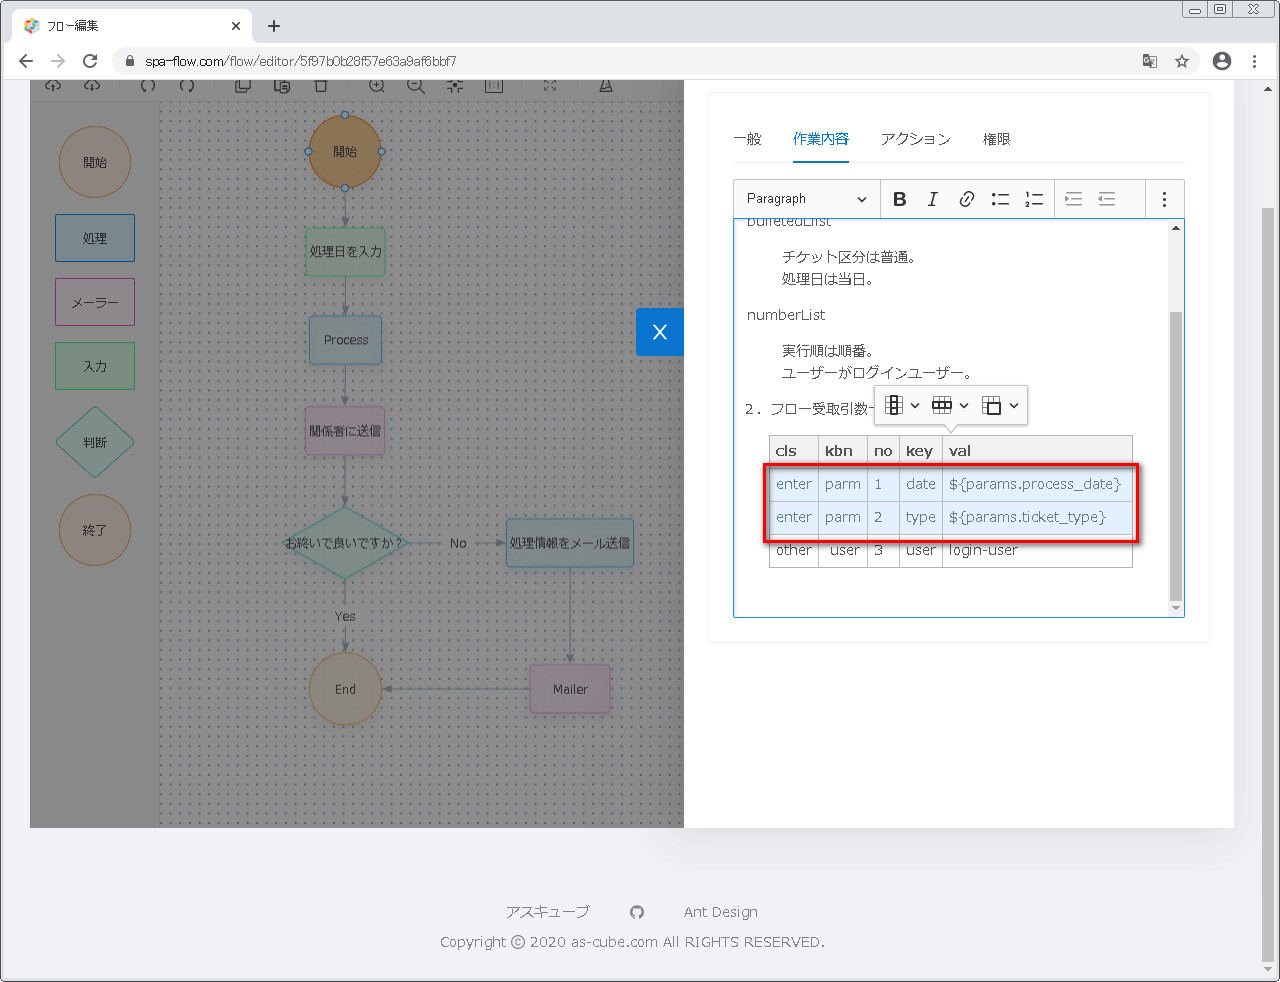 フロー編集
spa-flow.com/flow/editor/5f97b0b28f57e63a9af6bbf7
開始
処理
メーラー
入力
判断
終了
開始
処理日を入力
Process
関係者に送信
お終いで良いですか?
No
処理情報をメール送信
Yes
End
Mailer
一般
作業内容
アクション
権限
Paragraph
bulletedList
チケット区分は普通。
処理日は当日。
numberList
実行順は順番。
ユーザーがログインユーザー。
2. フロー受取引数
cls kbn no key val
enter parm 1 date ${params.process_date}
enter parm 2 type ${params.ticket_type}
other user 3 user login-user
アスキューブ
Ant Design
Copyright © 2020 as-cube.com All RIGHTS RESERVED.